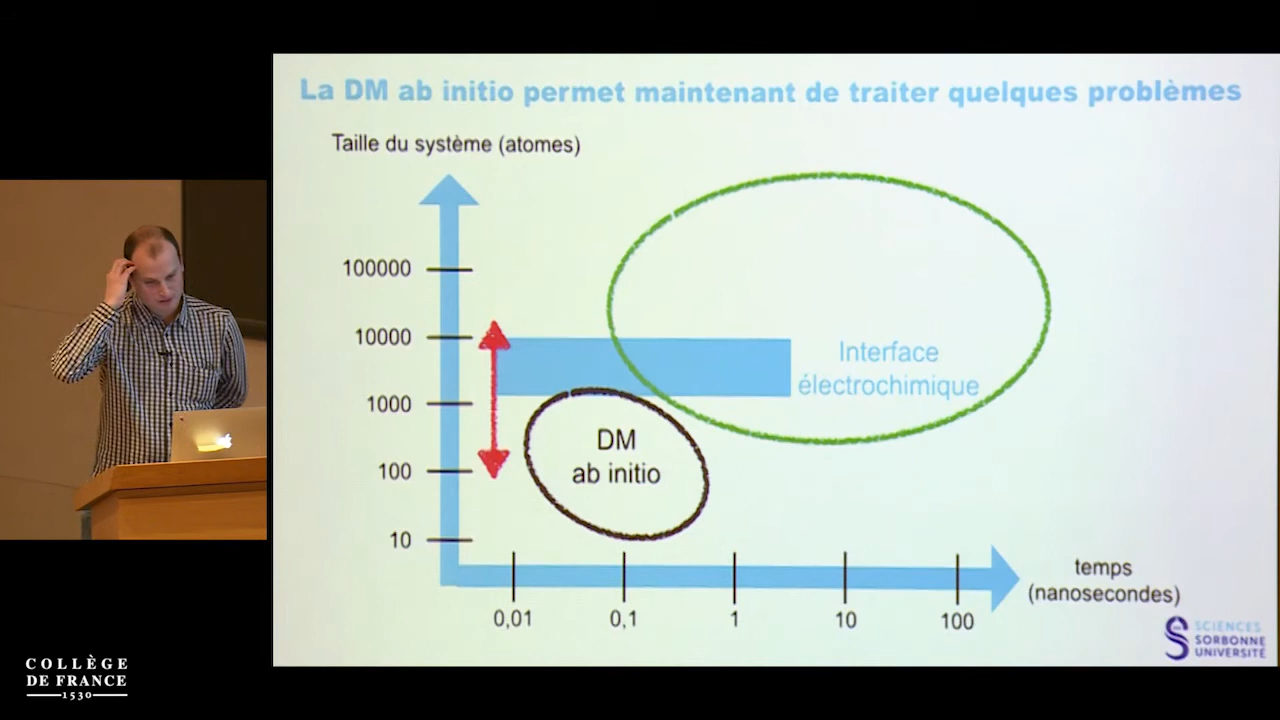 La DM ab initio permet maintenant de traiter quelques problèmes
Taille du système (atomes)
100000
10000
1000
100
10
Interface
électrochimique
DM
ab initio
0,01
0,1
1
10
100
temps
(nanosecondes)
SCIENCES
SORBONNE
UNIVERSITÉ
COLLÈGE
DE FRANCE
1530